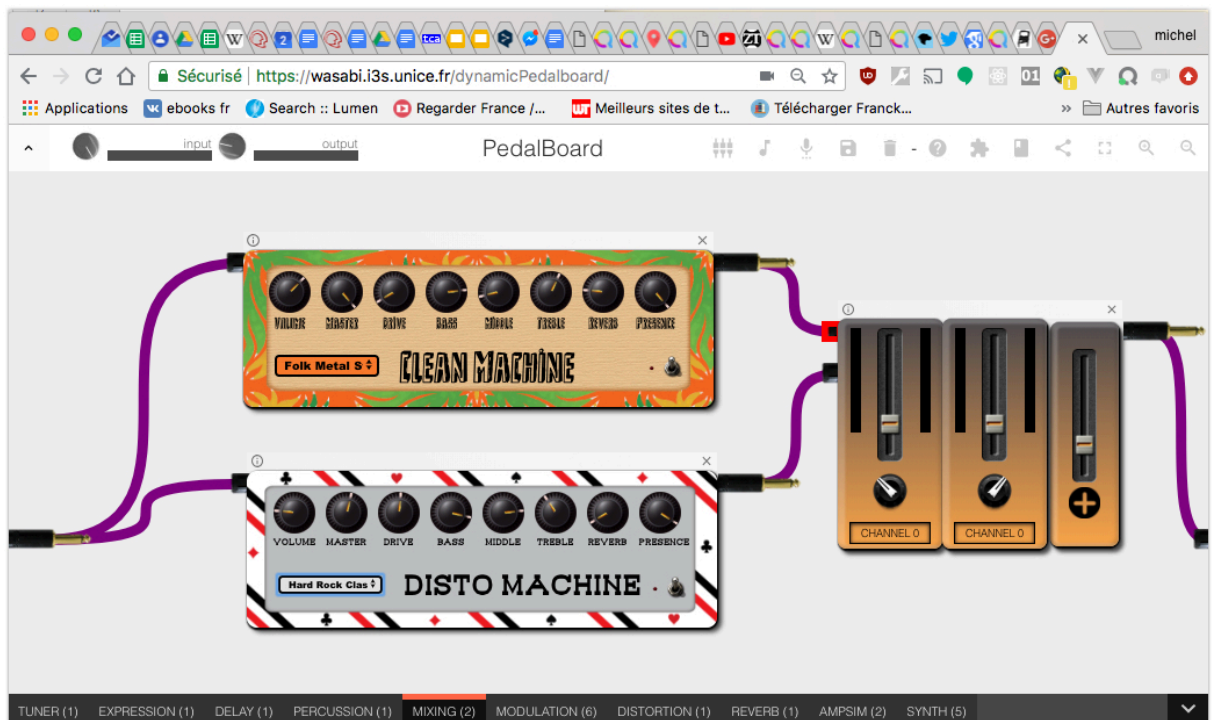 michel
Sécurisé https://wasabi.i3s.unice.fr/dynamicPedalboard/
Applications ebooks fr Search :: Lumen Regarder France /... Meilleurs sites de t... Télécharger Franck... » Autres favoris
input output PedalBoard
VOLUME MASTER DRIVE BASS MIDDLE TREBLE REVERB PRESENCE
Folk Metal S CLEAN MACHINE
VOLUME MASTER DRIVE BASS MIDDLE TREBLE REVERB PRESENCE
Hard Rock Clas DISTO MACHINE
CHANNEL 0 CHANNEL 0
TUNER (1) EXPRESSION (1) DELAY (1) PERCUSSION (1) MIXING (2) MODULATION (6) DISTORTION (1) REVERB (1) AMPSIM (2) SYNTH (5)